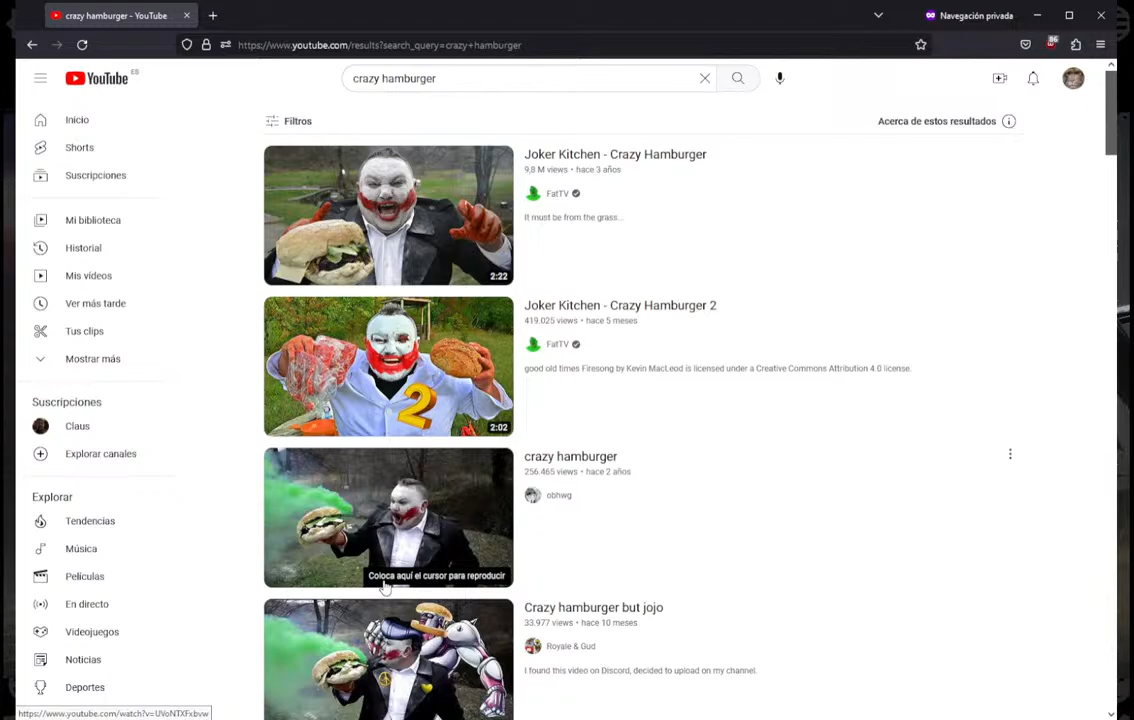 crazy hamburger - YouTube
Navegación privada
https://www.youtube.com/results?search_query=crazy+hamburger
86
YouTube ES
crazy hamburger
Filtros
Acerca de estos resultados
Inicio
Shorts
Suscripciones
Mi biblioteca
Historial
Mis vídeos
Ver más tarde
Tus clips
Mostrar más
Suscripciones
Claus
Explorar canales
Explorar
Tendencias
Música
Películas
En directo
Videojuegos
Noticias
Deportes
2:22
Joker Kitchen - Crazy Hamburger
9,8 M views • hace 3 años
FatTV
It must be from the grass...
2
2:02
Joker Kitchen - Crazy Hamburger 2
419.025 views • hace 5 meses
FatTV
good old times Firesong by Kevin MacLeod is licensed under a Creative Commons Attribution 4.0 license.
Coloca aquí el cursor para reproducir
crazy hamburger
256.465 views • hace 2 años
obhwg
Crazy hamburger but jojo
33.977 views • hace 10 meses
Royale & Gud
I found this video on Discord, decided to upload on my channel.
https://www.youtube.com/watch?v=UVoNTXFxbvw